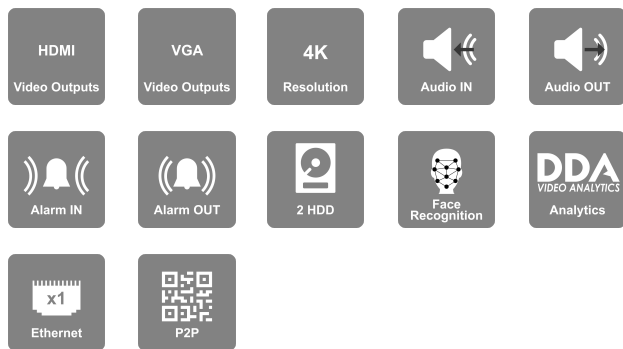 HDMI
Video Outputs
VGA
Video Outputs
4K
Resolution
Audio IN
Audio OUT
Alarm IN
Alarm OUT
2 HDD
Face
Recognition
DDA
VIDEO ANALYTICS
Analytics
x1
Ethernet
P2P